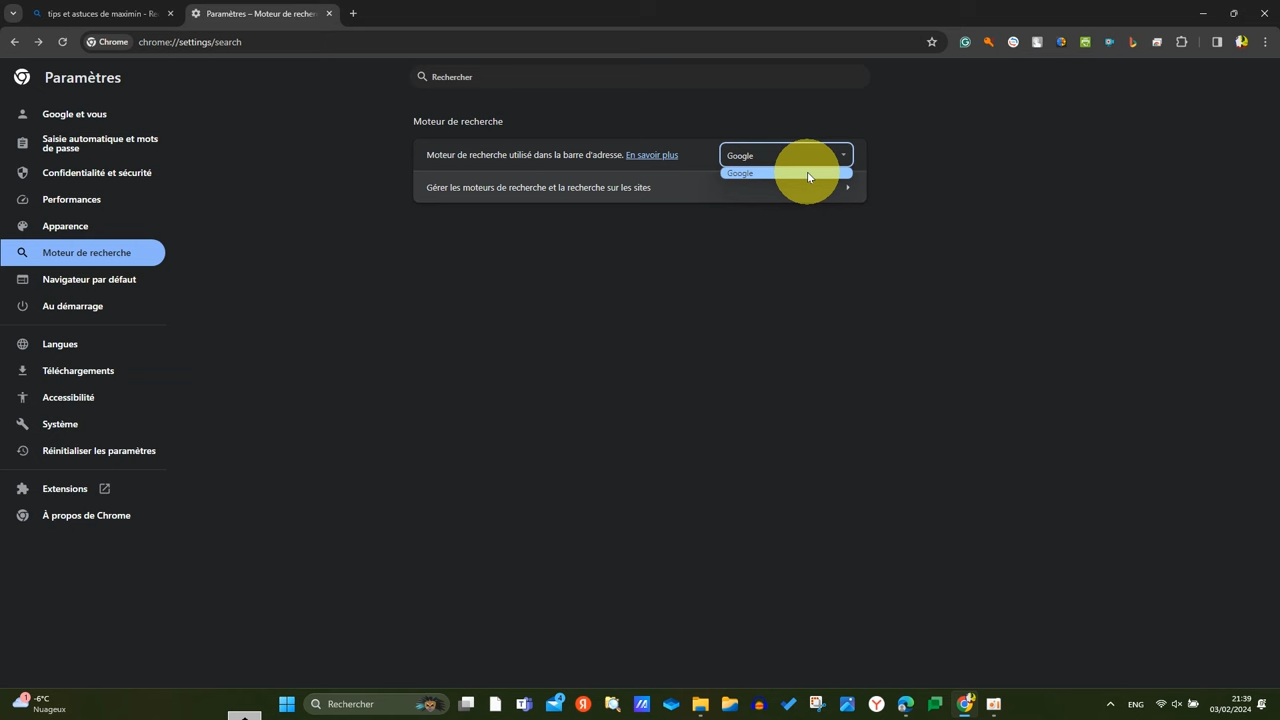 tips et astuces de maximin - Re
Paramètres – Moteur de recher
Chrome
chrome://settings/search
Paramètres
Rechercher
Google et vous
Saisie automatique et mots
de passe
Confidentialité et sécurité
Performances
Apparence
Moteur de recherche
Navigateur par défaut
Au démarrage
Langues
Téléchargements
Accessibilité
Système
Réinitialiser les paramètres
Extensions
À propos de Chrome
Moteur de recherche
Moteur de recherche utilisé dans la barre d'adresse. En savoir plus
Google
Google
Gérer les moteurs de recherche et la recherche sur les sites
1
-6°C
Nuageux
Rechercher
4
ENG
21:39
03/02/2024